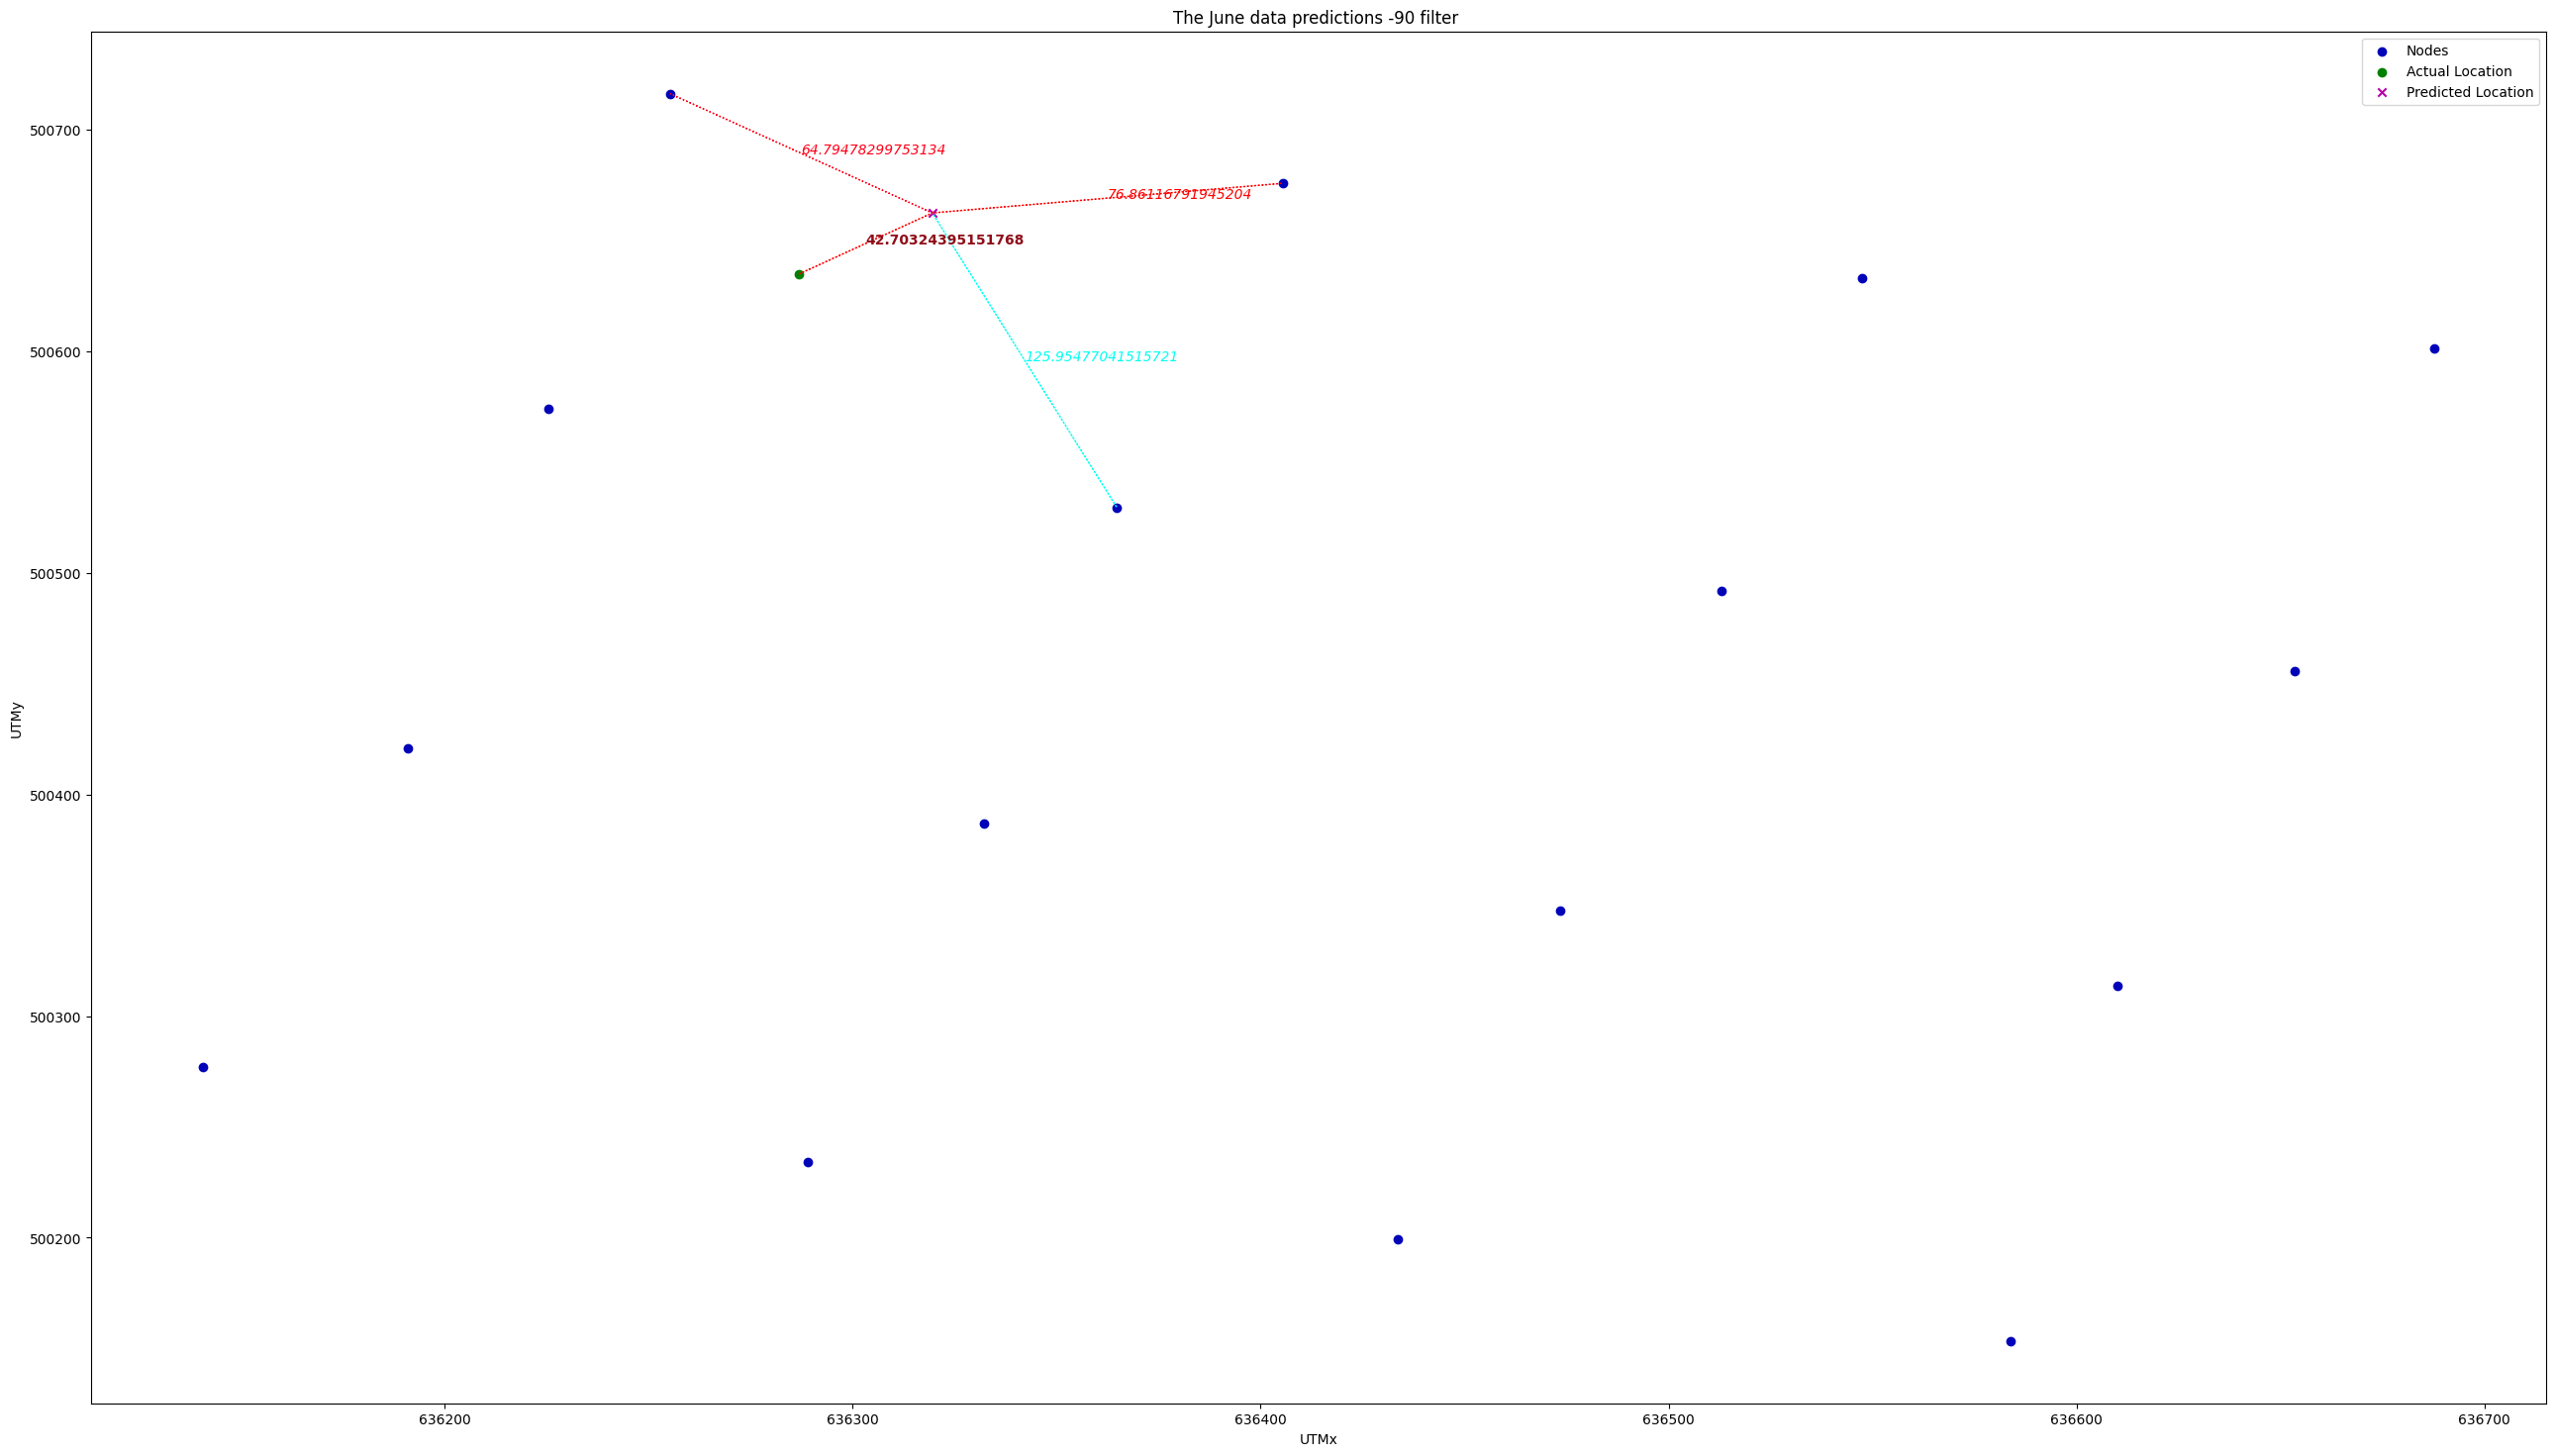 The June data predictions -90 filter
Nodes
Actual Location
Predicted Location
500700
500600
500500
500400
500300
500200
UTMy
64.79478299753134
76.86116791945204
42.70324395151768
125.95477041515721
636200
636300
636400
636500
636600
636700
UTMx